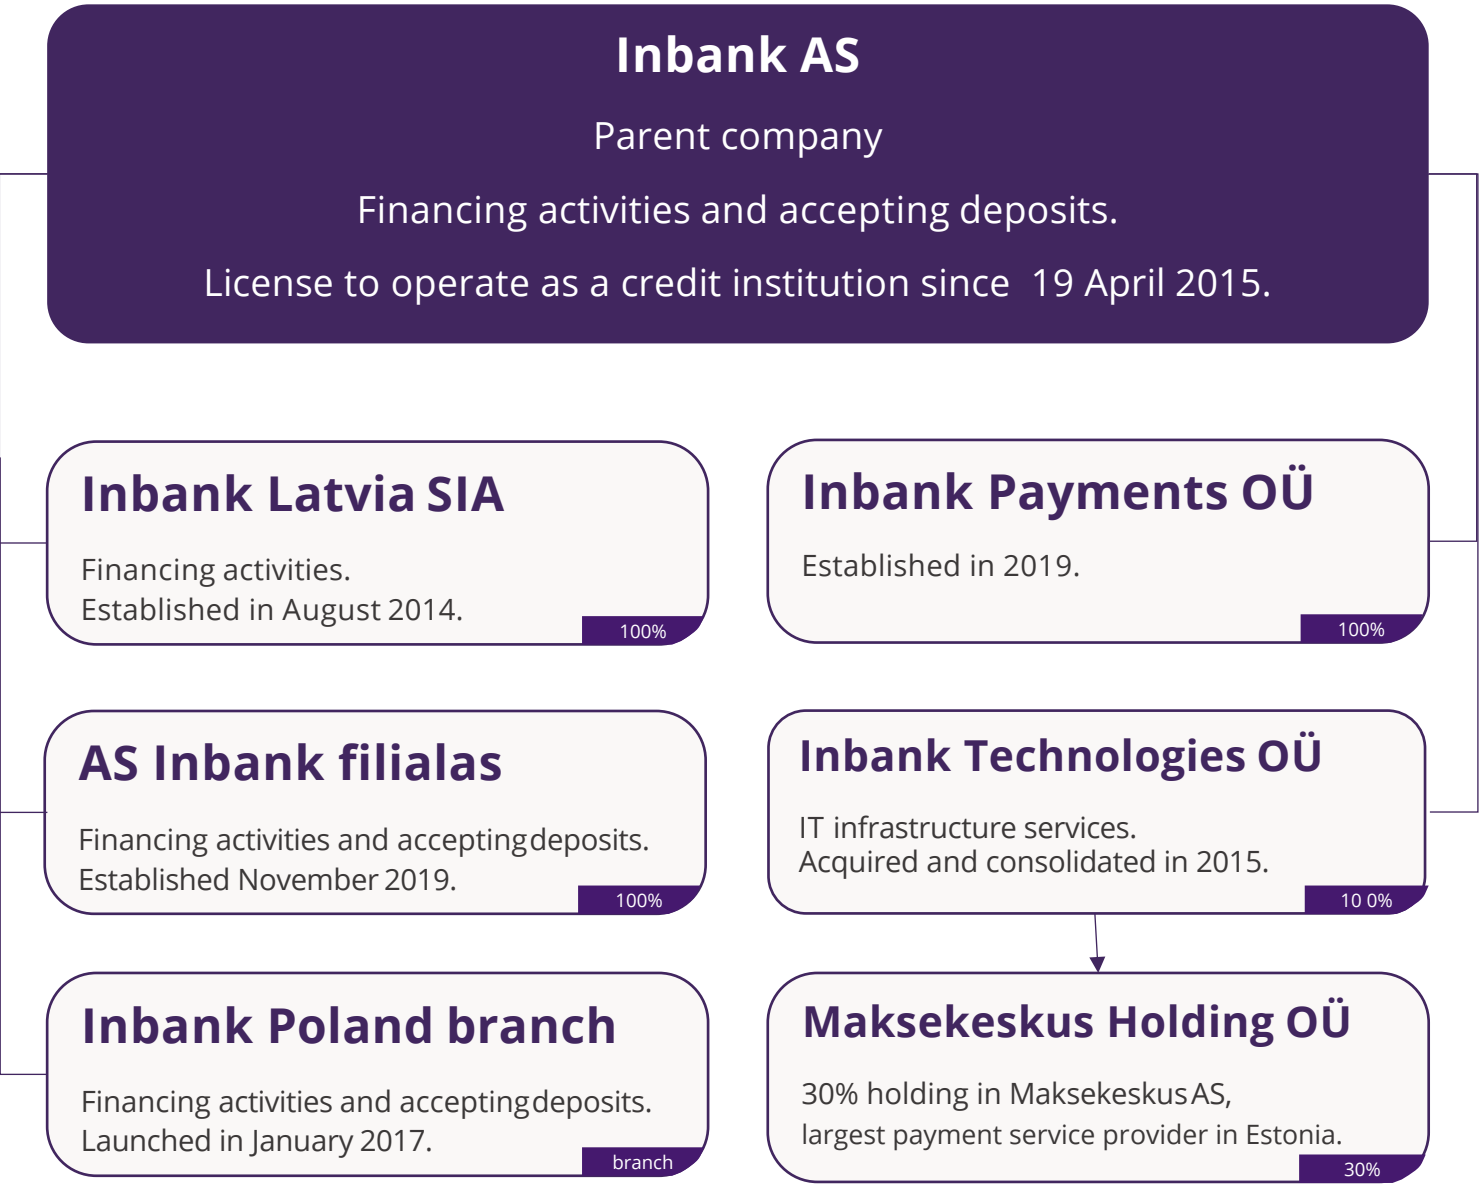 Inbank AS
Parent company
Financing activities and accepting deposits.
License to operate as a credit institution since 19 April 2015.
Inbank Latvia SIA
Financing activities.
Established in August 2014.
100%
Inbank Payments OÜ
Established in 2019.
100%
AS Inbank filialas
Financing activities and acceptingdeposits.
Established November 2019.
100%
Inbank Technologies OÜ
IT infrastructure services.
Acquired and consolidated in 2015.
10 0%
Inbank Poland branch
Financing activities and acceptingdeposits.
Launched in January 2017.
branch
Maksekeskus Holding OÜ
30% holding in Maksekeskus AS,
largest payment service provider in Estonia.
30%